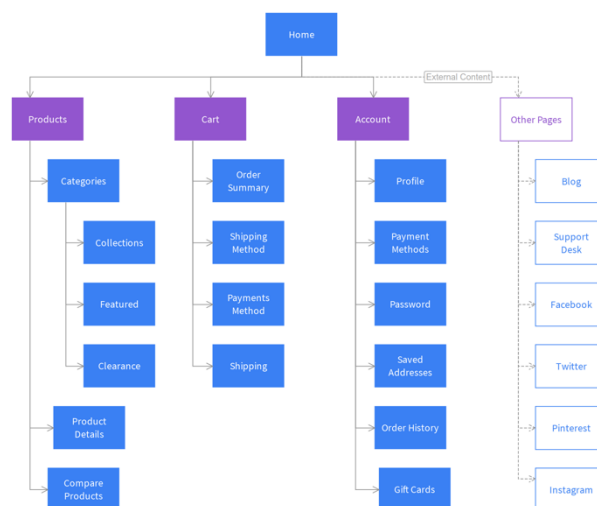 Home
External Content
Products
Cart
Account
Other Pages
Categories
Order
Summary
Profile
Blog
Collections
Shipping
Method
Payment
Methods
Support
Desk
Featured
Payments
Method
Password
Facebook
Clearance
Shipping
Saved
Addresses
Twitter
Product
Details
Order History
Pinterest
Compare
Products
Gift Cards
Instagram